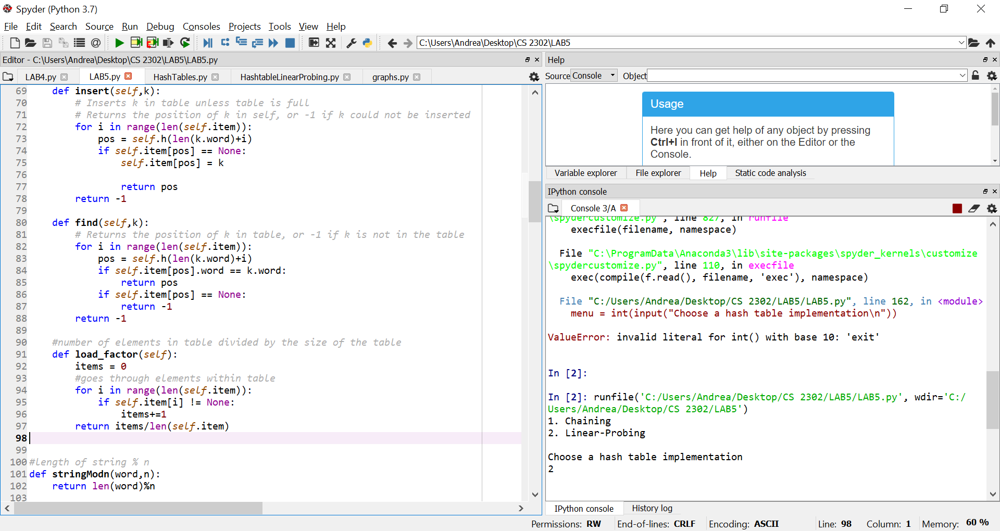 Spyder (Python 3.7)
File Edit Search Source Run Debug Consoles Projects Tools View Help
C:\Users\Andrea\Desktop\CS 2302\LAB5
Editor - C:\Users\Andrea\Desktop\CS 2302\LAB5\LAB5.py
LAB4.py LAB5.py HashTables.py HashtableLinearProbing.py graphs.py
69     def insert(self,k):
70         # Inserts k in table unless table is full
71         # Returns the position of k in self, or -1 if k could not be inserted
72         for i in range(len(self.item)):
73             pos = self.h(len(k.word)+i)
74             if self.item[pos] == None:
75                 self.item[pos] = k
76
77                 return pos
78         return -1
79
80     def find(self,k):
81         # Returns the position of k in table, or -1 if k is not in the table
82         for i in range(len(self.item)):
83             pos = self.h(len(k.word)+i)
84             if self.item[pos].word == k.word:
85                 return pos
86             if self.item[pos] == None:
87                 return -1
88         return -1
89
90     #number of elements in table divided by the size of the table
91     def load_factor(self):
92         items = 0
93         #goes through elements within table
94         for i in range(len(self.item)):
95             if self.item[i] != None:
96                 items+=1
97         return items/len(self.item)
98
99
100 #length of string % n
101 def stringModn(word,n):
102     return len(word)%n
103
Help
Source Console Object
Usage
Here you can get help of any object by pressing
Ctrl+I in front of it, either on the Editor or the
Console.
Variable explorer File explorer Help Static code analysis
IPython console
Console 3/A
\spydercustomize.py", line 827, in runfile
    execfile(filename, namespace)
  File "C:\ProgramData\Anaconda3\lib\site-packages\spyder_kernels\customize
\spydercustomize.py", line 110, in execfile
    exec(compile(f.read(), filename, 'exec'), namespace)
  File "C:/Users/Andrea/Desktop/CS 2302/LAB5/LAB5.py", line 162, in <module>
    menu = int(input("Choose a hash table implementation\n"))
ValueError: invalid literal for int() with base 10: 'exit'
In [2]:
In [2]: runfile('C:/Users/Andrea/Desktop/CS 2302/LAB5/LAB5.py', wdir='C:/
Users/Andrea/Desktop/CS 2302/LAB5')
1. Chaining
2. Linear-Probing
Choose a hash table implementation
2
IPython console History log
Permissions: RW End-of-lines: CRLF Encoding: ASCII Line: 98 Column: 1 Memory: 60 %